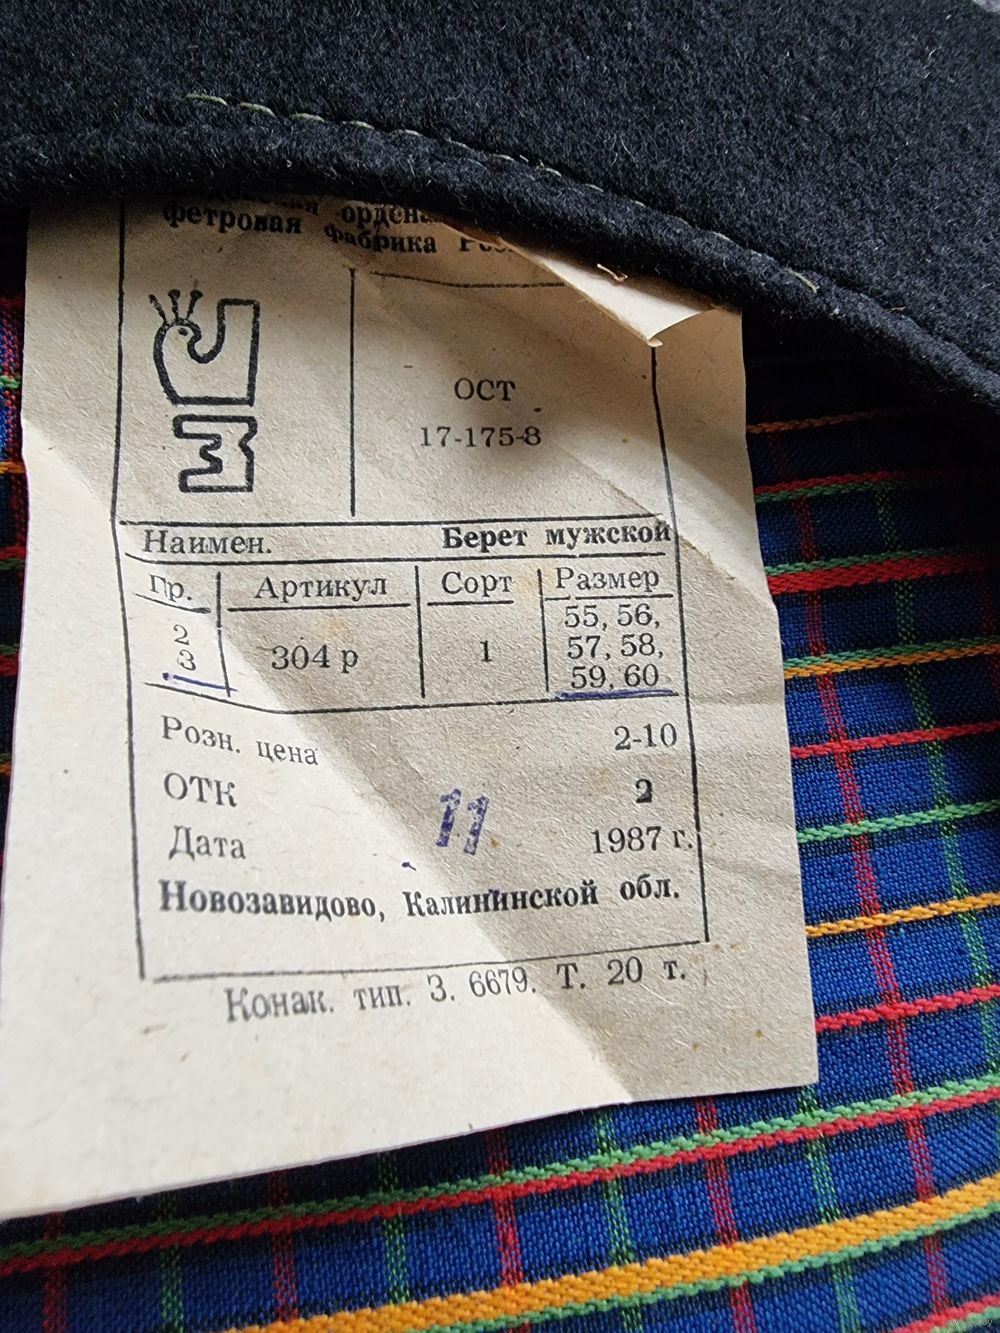 ордена
фетровая фабрика
ОСТ
17-175-8
Наимен. Берет мужской
Пр. Артикул Сорт Размер
2 3 304 р 1 55, 56, 57, 58, 59, 60
Розн. цена 2-10
ОТК 2
11
Дата 1987 г.
Новозавидово, Калининской обл.
Конак. тип. З. 6679. Т. 20 т.